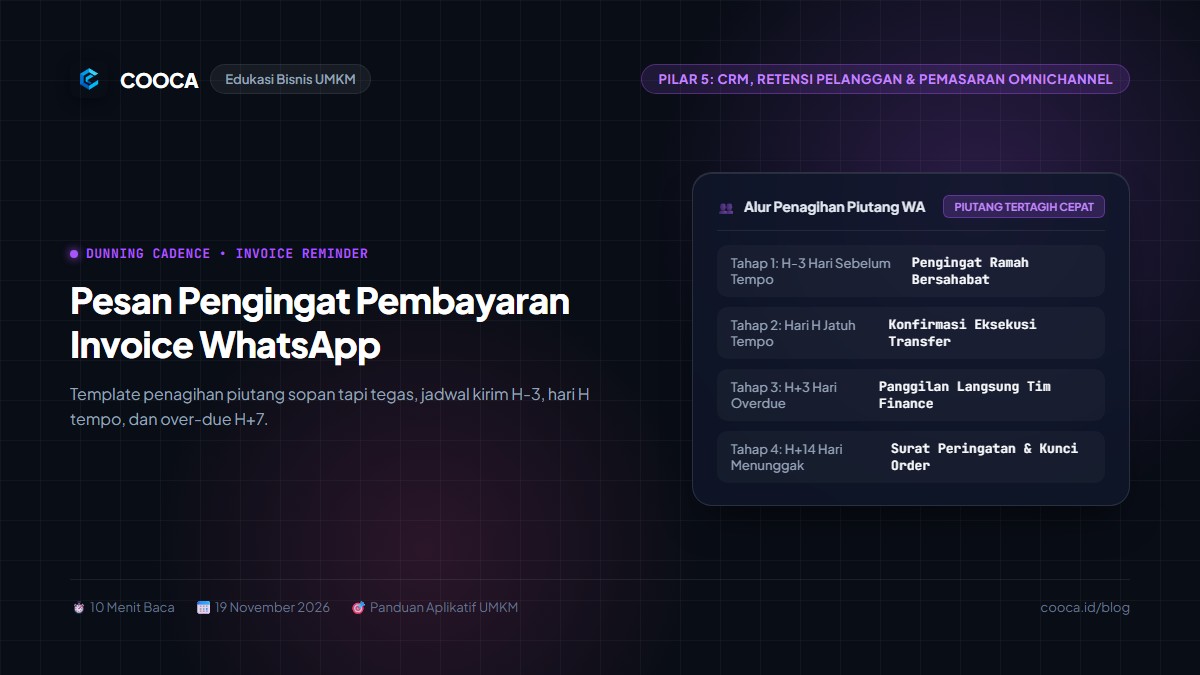 COOCA
Edukasi Bisnis UMKM
PILAR 5: CRM, RETENSI PELANGGAN & PEMASARAN OMNICHANNEL
DUNNING CADENCE • INVOICE REMINDER
Pesan Pengingat Pembayaran
Invoice WhatsApp
Template penagihan piutang sopan tapi tegas, jadwal kirim H-3, hari H
tempo, dan over-due H+7.
Alur Penagihan Piutang WA
PIUTANG TERTAGIH CEPAT
Tahap 1: H-3 Hari Sebelum
Tempo
Pengingat Ramah
Bersahabat
Tahap 2: Hari H Jatuh
Tempo
Konfirmasi Eksekusi
Transfer
Tahap 3: H+3 Hari
Overdue
Panggilan Langsung Tim
Finance
Tahap 4: H+14 Hari
Menunggak
Surat Peringatan & Kunci
Order
10 Menit Baca
19 November 2026
Panduan Aplikatif UMKM
cooca.id/blog